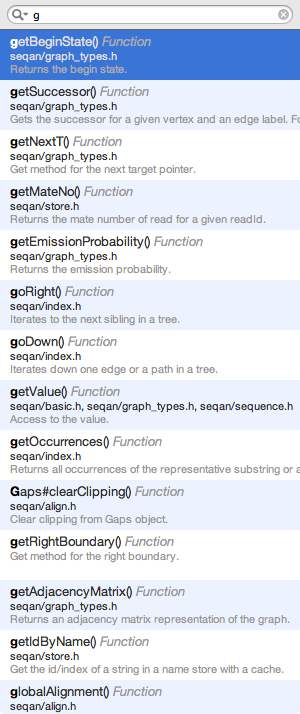 g
getBeginState() Function
seqan/graph_types.h
Returns the begin state.
getSuccessor() Function
seqan/graph_types.h
Gets the successor for a given vertex and an edge label. Fo
getNextT() Function
seqan/graph_types.h
Get method for the next target pointer.
getMateNo() Function
seqan/store.h
Returns the mate number of read for a given readId.
getEmissionProbability() Function
seqan/graph_types.h
Returns the emission probability.
goRight() Function
seqan/index.h
Iterates to the next sibling in a tree.
goDown() Function
seqan/index.h
Iterates down one edge or a path in a tree.
getValue() Function
seqan/basic.h, seqan/graph_types.h, seqan/sequence.h
Access to the value.
getOccurrences() Function
seqan/index.h
Returns all occurrences of the representative substring or a
Gaps#clearClipping() Function
seqan/align.h
Clear clipping from Gaps object.
getRightBoundary() Function
Get method for the right boundary.
getAdjacencyMatrix() Function
seqan/graph_types.h
Returns an adjacency matrix representation of the graph.
getIdByName() Function
seqan/store.h
Get the id/index of a string in a name store with a cache.
globalAlignment() Function
seqan/align.h